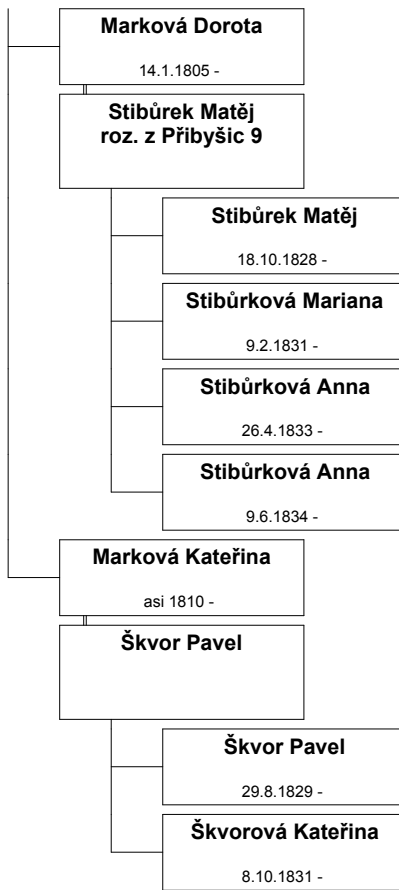 Marková Dorota
14.1.1805 -
Stibůrek Matěj
roz. z Přibyšic 9
Stibůrek Matěj
18.10.1828 -
Stibůrková Mariana
9.2.1831 -
Stibůrková Anna
26.4.1833 -
Stibůrková Anna
9.6.1834 -
Marková Kateřina
asi 1810 -
Škvor Pavel
Škvor Pavel
29.8.1829 -
Škvorová Kateřina
8.10.1831 -